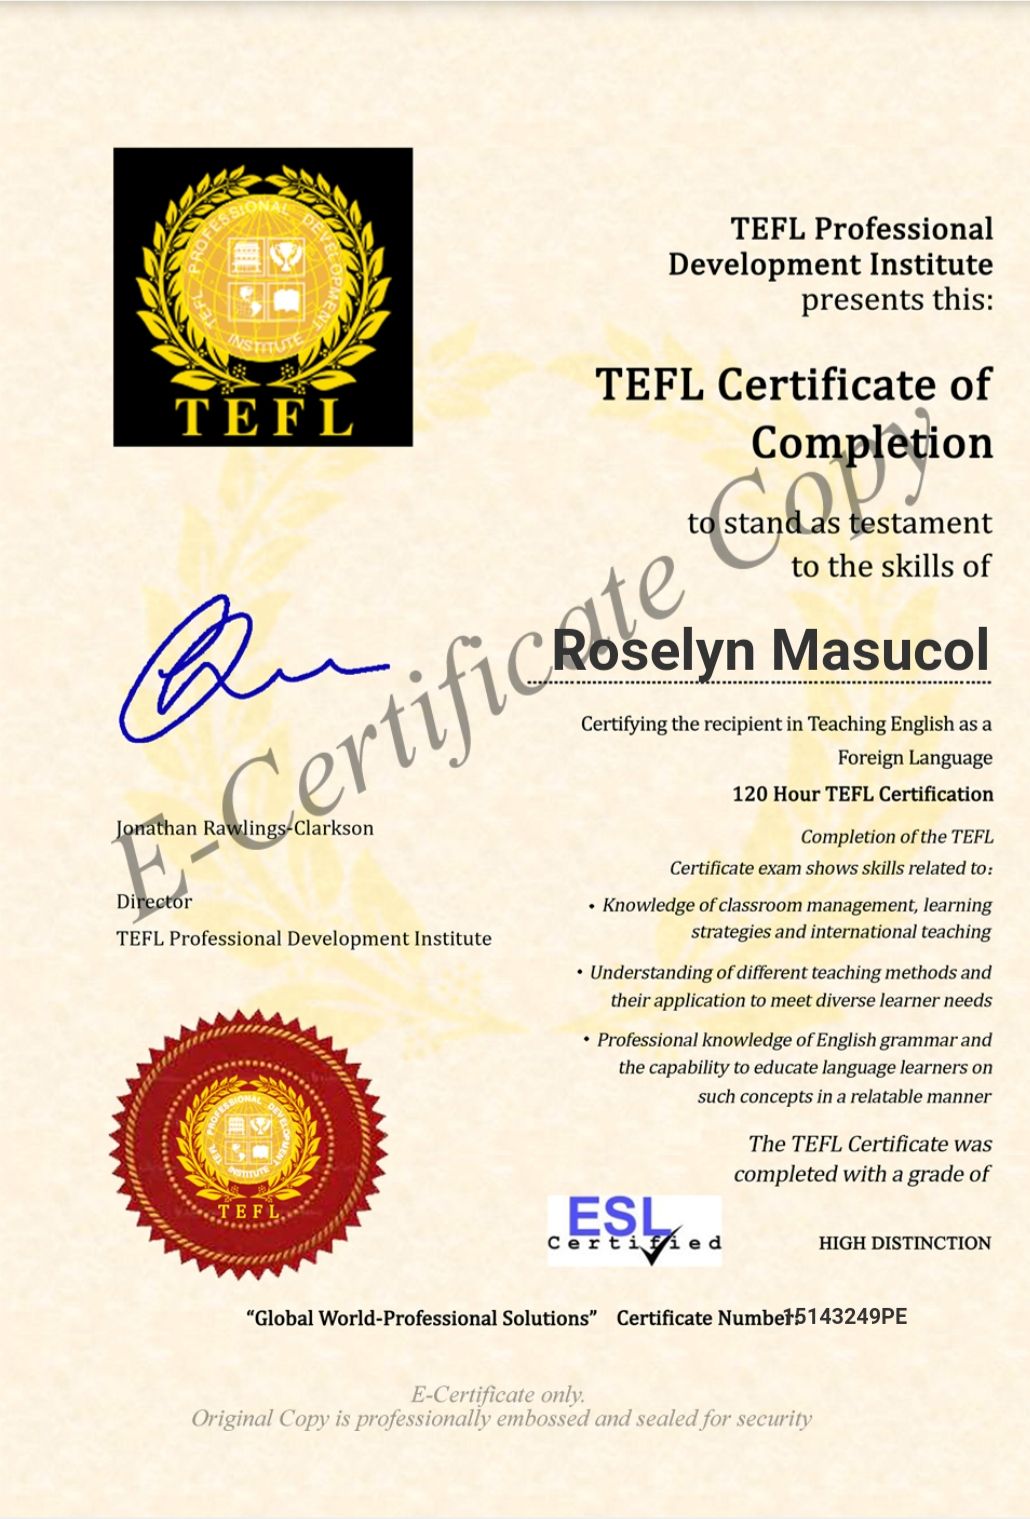 PROFESSIONAL DEVELOPMENT
TEFL INSTITUTE
TEFL
TEFL Professional
Development Institute
presents this:
TEFL Certificate of
Completion
to stand as testament
to the skills of
Roselyn Masucol
E-Certificate Copy
Certifying the recipient in Teaching English as a
Foreign Language
120 Hour TEFL Certification
Completion of the TEFL
Certificate exam shows skills related to:
• Knowledge of classroom management, learning
strategies and international teaching
• Understanding of different teaching methods and
their application to meet diverse learner needs
• Professional knowledge of English grammar and
the capability to educate language learners on
such concepts in a relatable manner
The TEFL Certificate was
completed with a grade of
HIGH DISTINCTION
Jonathan Rawlings-Clarkson
Director
TEFL Professional Development Institute
PROFESSIONAL DEVELOPMENT
TEFL INSTITUTE
TEFL
ESL
Certified
“Global World-Professional Solutions” Certificate Number: 15143249PE
E-Certificate only.
Original Copy is professionally embossed and sealed for security